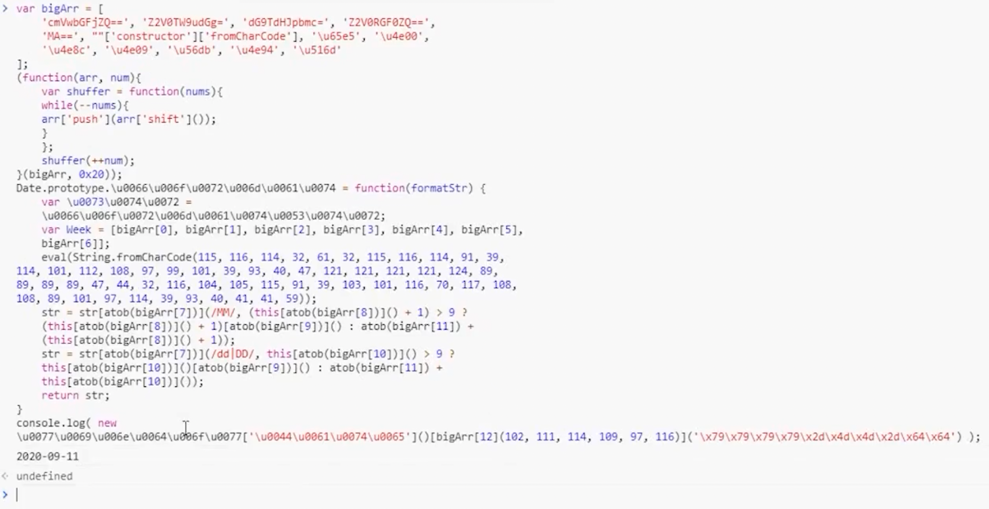 > var bigArr = [
'cmVwbGFjZQ==', 'Z2V0TW9udGg=', 'dG9TdHJpbmc=', 'Z2V0RGF0ZQ==',
'MA==', ""['constructor']['fromCharCode'], '\u65e5', '\u4e00',
'\u4e8c', '\u4e09', '\u56db', '\u4e94', '\u516d'
];
(function(arr, num){
var shuffer = function(nums){
while(--nums){
arr['push'](arr['shift']());
}
};
shuffer(++num);
}(bigArr, 0x20));
Date.prototype.\u0066\u006f\u0072\u006d\u0061\u0074 = function(formatStr) {
var \u0073\u0074\u0072 =
\u0066\u006f\u0072\u006d\u0061\u0074\u0053\u0074\u0072;
var Week = [bigArr[0], bigArr[1], bigArr[2], bigArr[3], bigArr[4], bigArr[5],
bigArr[6]];
eval(String.fromCharCode(115, 116, 114, 32, 61, 32, 115, 116, 114, 91, 39,
114, 101, 112, 108, 97, 99, 101, 39, 93, 40, 47, 121, 121, 121, 121, 124, 89,
89, 89, 89, 47, 44, 32, 116, 104, 105, 115, 91, 39, 103, 101, 116, 70, 117, 108,
108, 89, 101, 97, 114, 39, 93, 40, 41, 41, 59));
str = str[atob(bigArr[7])](/MM/, (this[atob(bigArr[8])]() + 1) > 9 ?
(this[atob(bigArr[8])]() + 1)[atob(bigArr[9])]() : atob(bigArr[11]) +
(this[atob(bigArr[8])]() + 1));
str = str[atob(bigArr[7])](/dd|DD/, this[atob(bigArr[10])]() > 9 ?
this[atob(bigArr[10])]()[atob(bigArr[9])]() : atob(bigArr[11]) +
this[atob(bigArr[10])]());
return str;
}
console.log( new
\u0077\u0069\u006e\u0064\u006f\u0077['\u0044\u0061\u0074\u0065']()[bigArr[12](102, 111, 114, 109, 97, 116)]('\x79\x79\x79\x79\x2d\x4d\x4d\x2d\x64\x64') );
2020-09-11
< undefined
>